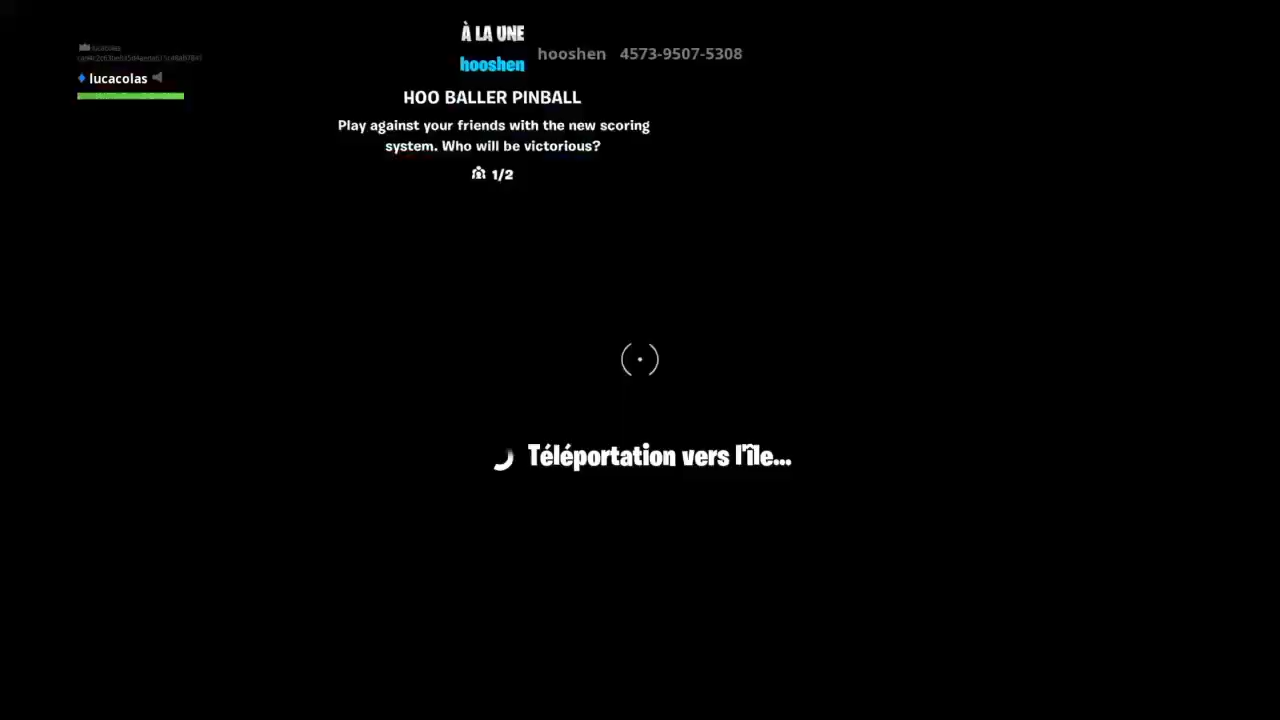 À LA UNE
hooshen
hooshen 4573-9507-5308
lucacolas
HOO BALLER PINBALL
Play against your friends with the new scoring
system. Who will be victorious?
1/2
Téléportation vers l'île...